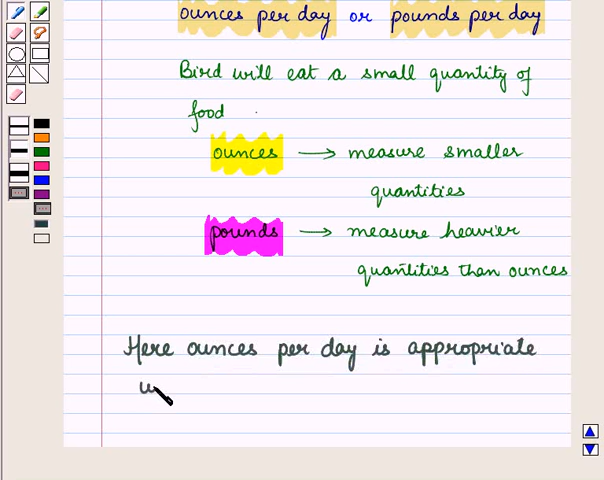 ounces per day or pounds per day
Bird will eat a small quantity of
food
ounces → measure smaller
quantities
pounds → measure heavier
quantities than ounces
Here ounces per day is appropriate
u